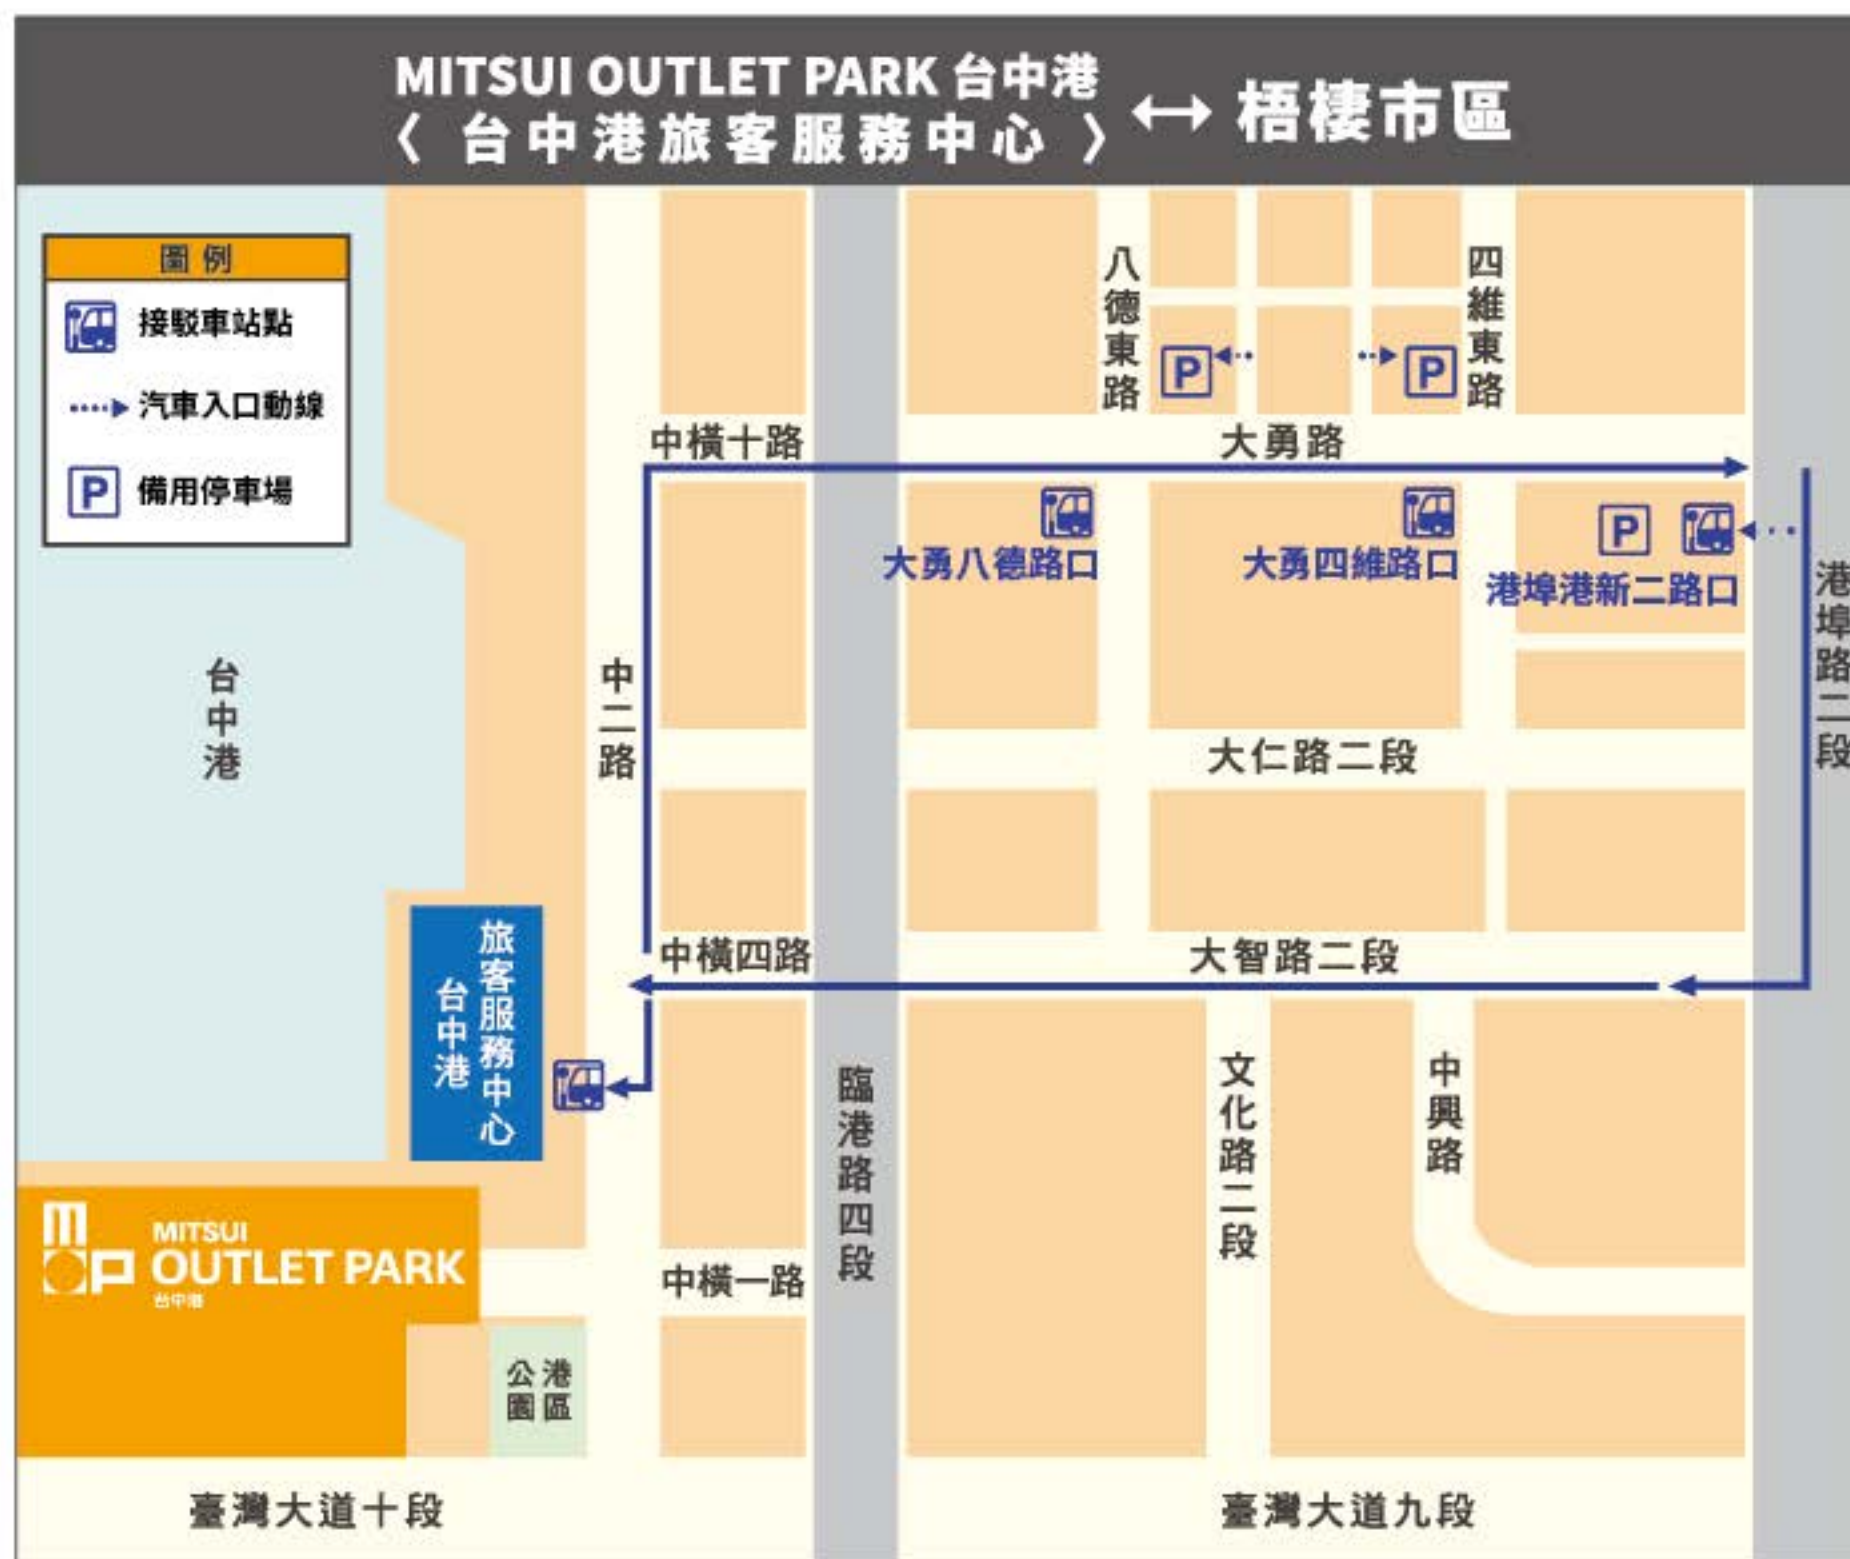 MITSUI OUTLET PARK 台中港
〈 台中港旅客服務中心 〉
↔ 梧棲市區
圖例
接駁車站點
汽車入口動線
P 備用停車場
八德東路
四維東路
P
P
中橫十路
大勇路
大勇八德路口
大勇四維路口
P
港埠港新二路口
港埠路二段
台中港
中二路
大仁路二段
中橫四路
大智路二段
台中港
旅客服務中心
臨港路四段
文化路二段
中興路
MITSUI
OUTLET PARK
台中港
中橫一路
港區
公園
臺灣大道十段
臺灣大道九段